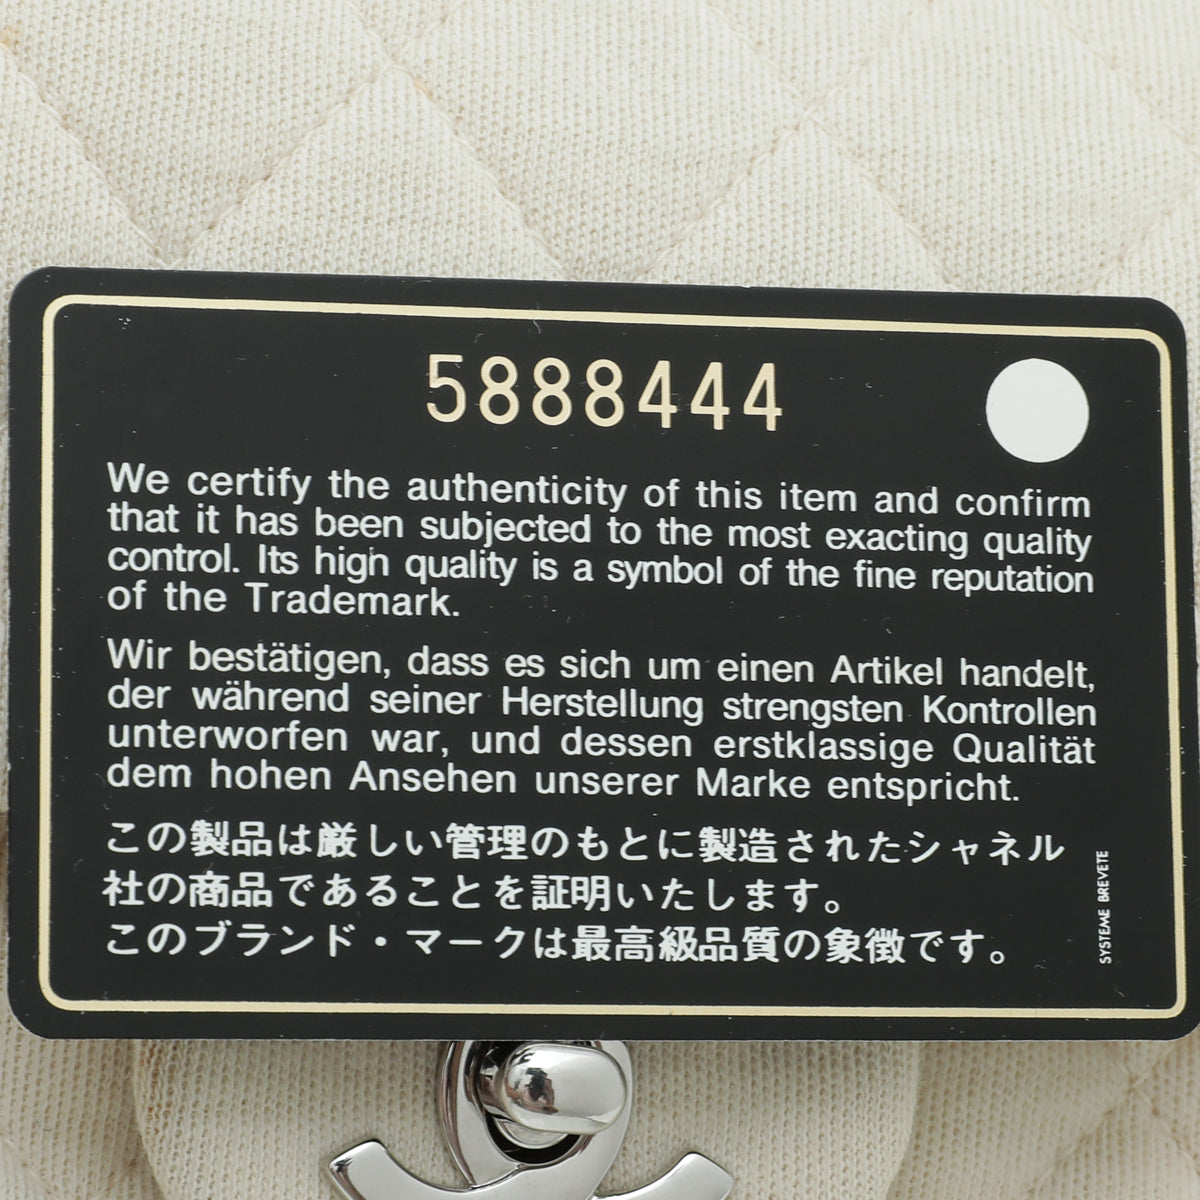 5888444
We certify the authenticity of this item and confirm
that it has been subjected to the most exacting quality
control. Its high quality is a symbol of the fine reputation
of the Trademark.
Wir bestätigen, dass es sich um einen Artikel handelt,
der während seiner Herstellung strengsten Kontrollen
unterworfen war, und dessen erstklassige Qualität
dem hohen Ansehen unserer Marke entspricht.
この製品は厳しい管理のもとに製造されたシャネル
社の商品であることを証明いたします。
このブランド・マークは最高級品質の象徴です。
SYSTEME BREVETE